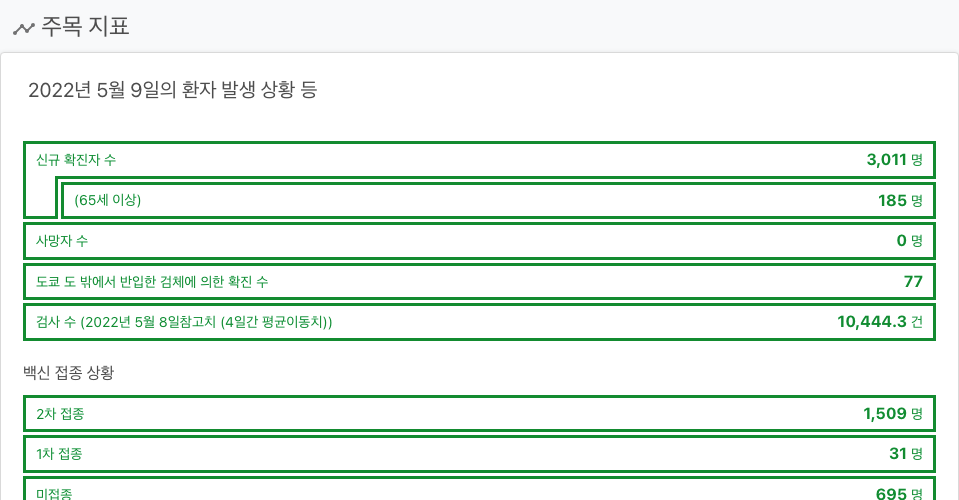 주목 지표
2022년 5월 9일의 환자 발생 상황 등
신규 확진자 수 3,011 명
(65세 이상) 185 명
사망자 수 0 명
도쿄 도 밖에서 반입한 검체에 의한 확진 수 77
검사 수 (2022년 5월 8일참고치 (4일간 평균이동치)) 10,444.3 건
백신 접종 상황
2차 접종 1,509 명
1차 접종 31 명
미접종 695 명